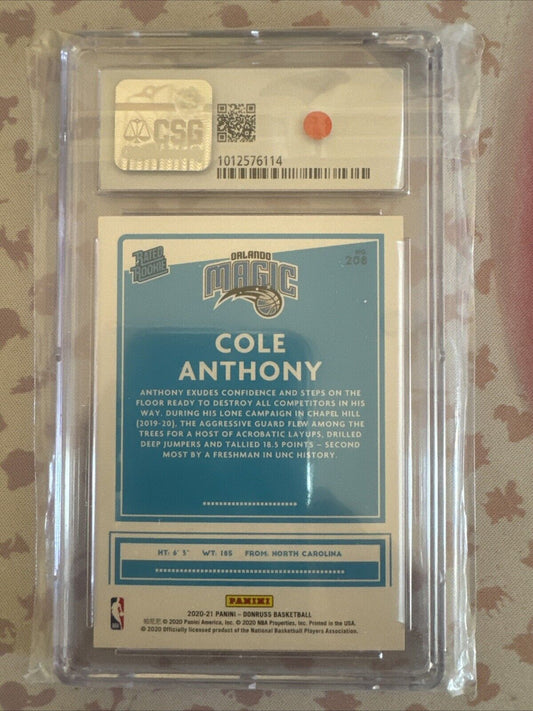 CSG
1012576114
RATED
ROOKIE
ORLANDO
MAGIC
NO.
208
COLE
ANTHONY
ANTHONY EXUDES CONFIDENCE AND STEPS ON THE
FLOOR READY TO DESTROY ALL COMPETITORS IN HIS
WAY. DURING HIS LONE CAMPAIGN IN CHAPEL HILL
(2019-20), THE AGGRESSIVE GUARD FLEW AMONG THE
TREES FOR A HOST OF ACROBATIC LAYUPS, DRILLED
DEEP JUMPERS AND TALLIED 18.5 POINTS – SECOND
MOST BY A FRESHMAN IN UNC HISTORY.
HT: 6' 3" WT: 185 FROM: NORTH CAROLINA
PANINI
2020-21 PANINI – DONRUSS BASKETBALL
© 2020 Panini America, Inc. © 2020 NBA Properties, Inc. Printed in the USA.
© 2020 Officially licensed product of the National Basketball Players Association.